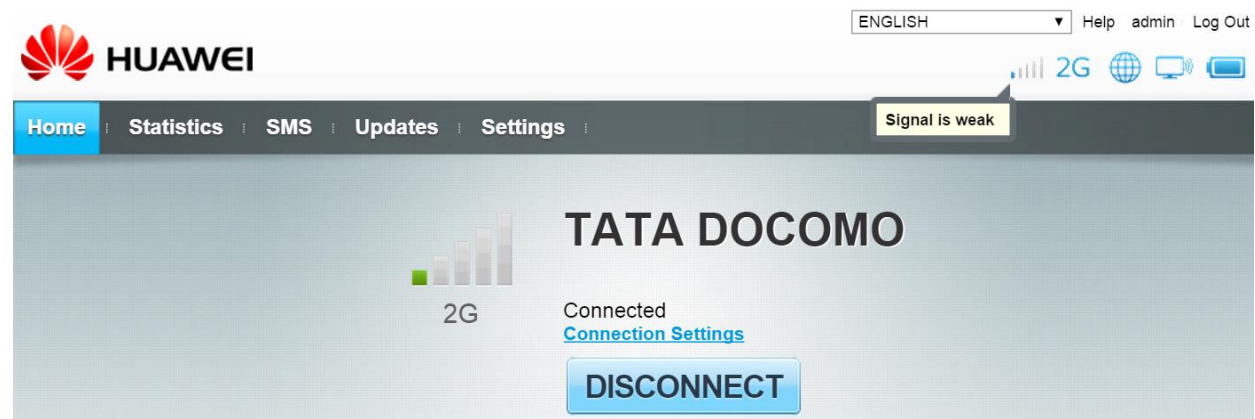 ENGLISH Help admin Log Out
HUAWEI
2G
Signal is weak
Home Statistics SMS Updates Settings
TATA DOCOMO
2G
Connected
Connection Settings
DISCONNECT